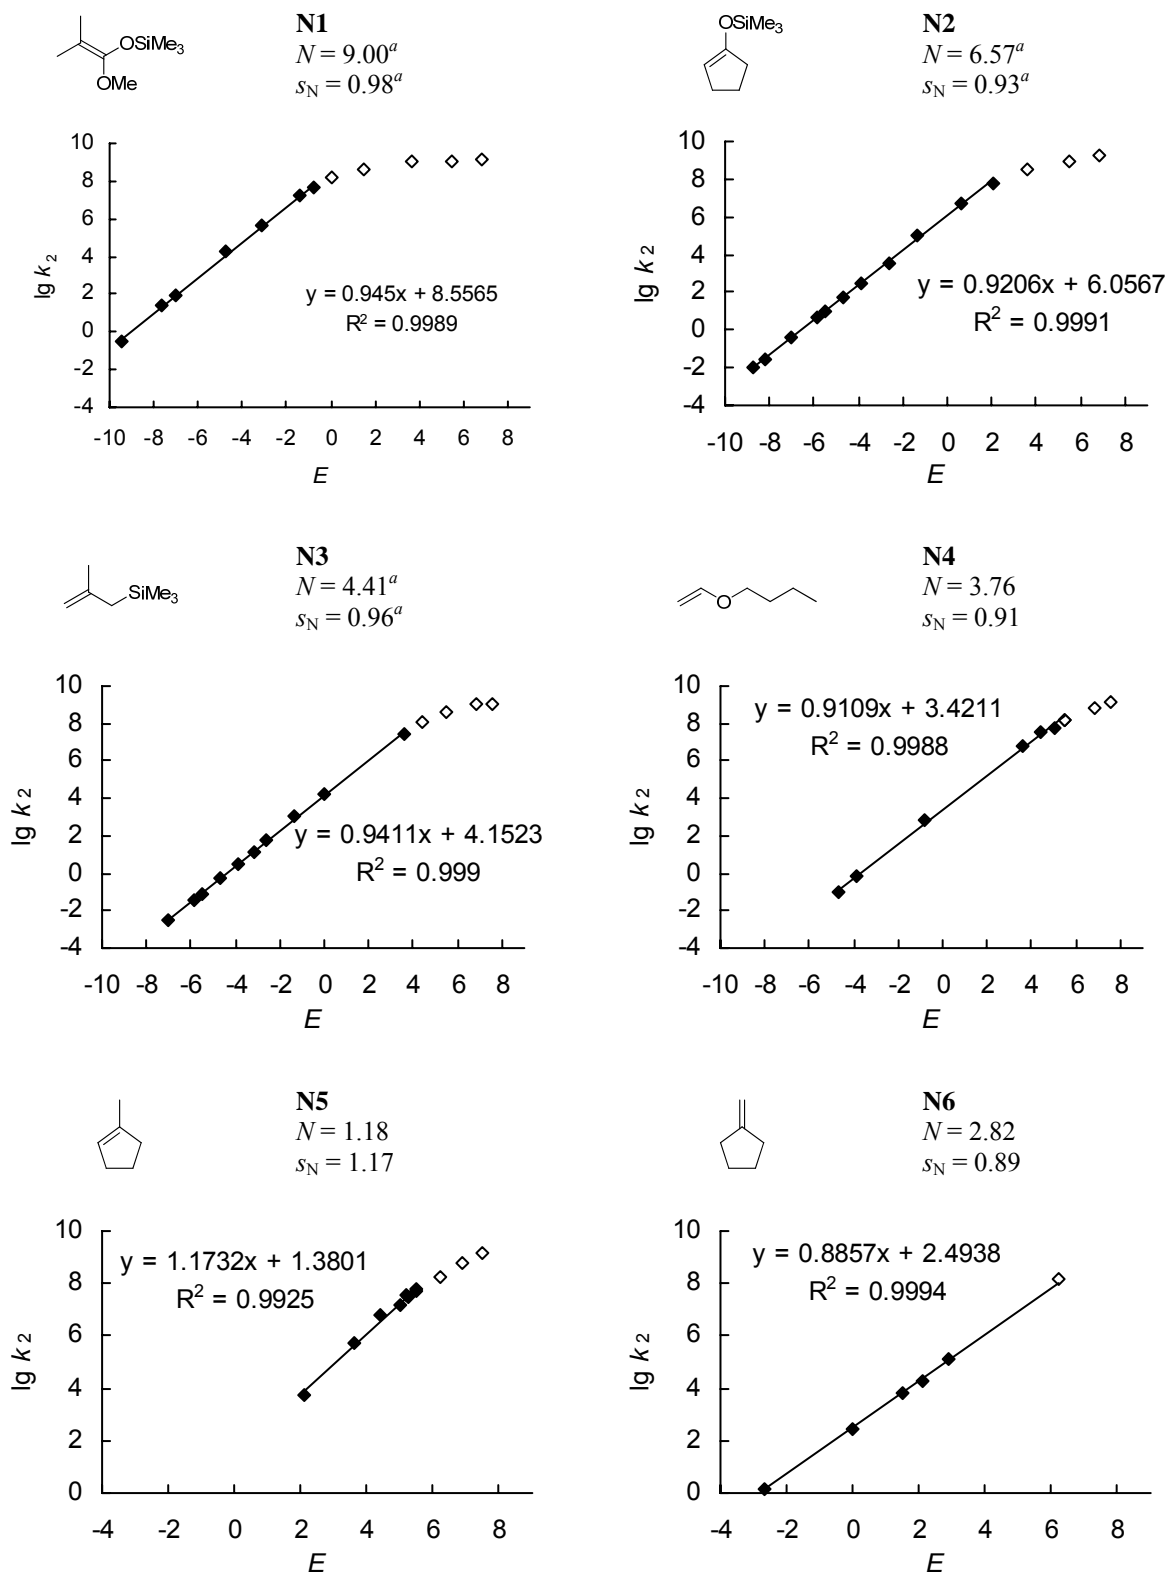 OSiMe3
OMe
N1
N = 9.00a
sN = 0.98a
10
8
6
4
2
0
-2
-4
lg k2
y = 0.945x + 8.5565
R2 = 0.9989
-10 -8 -6 -4 -2 0 2 4 6 8
E
OSiMe3
N2
N = 6.57a
sN = 0.93a
10
8
6
4
2
0
-2
-4
lg k2
y = 0.9206x + 6.0567
R2 = 0.9991
-10 -8 -6 -4 -2 0 2 4 6 8
E
SiMe3
N3
N = 4.41a
sN = 0.96a
10
8
6
4
2
0
-2
-4
lg k2
y = 0.9411x + 4.1523
R2 = 0.999
-10 -8 -6 -4 -2 0 2 4 6 8
E
O
N4
N = 3.76
sN = 0.91
10
8
6
4
2
0
-2
-4
lg k2
y = 0.9109x + 3.4211
R2 = 0.9988
-10 -8 -6 -4 -2 0 2 4 6 8
E
N5
N = 1.18
sN = 1.17
10
8
6
4
2
0
lg k2
y = 1.1732x + 1.3801
R2 = 0.9925
-4 -2 0 2 4 6 8
E
N6
N = 2.82
sN = 0.89
10
8
6
4
2
0
lg k2
y = 0.8857x + 2.4938
R2 = 0.9994
-4 -2 0 2 4 6 8
E